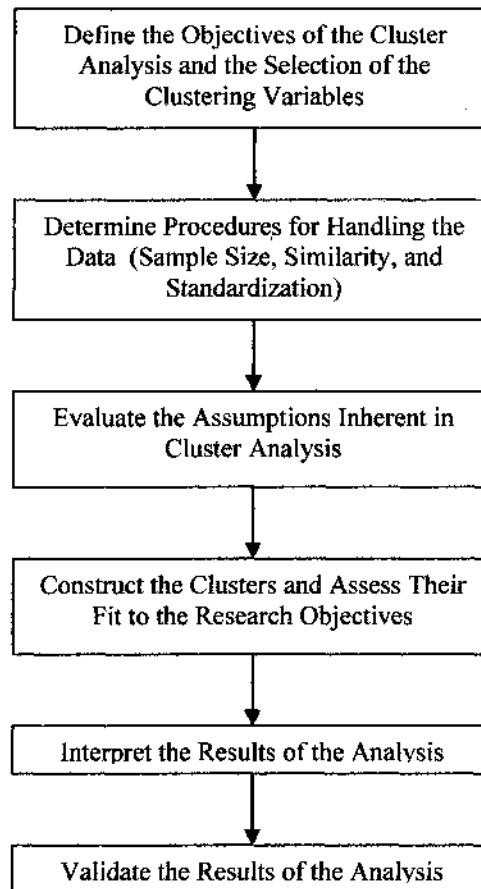 Define the Objectives of the Cluster
Analysis and the Selection of the
Clustering Variables
Determine Procedures for Handling the
Data (Sample Size, Similarity, and
Standardization)
Evaluate the Assumptions Inherent in
Cluster Analysis
Construct the Clusters and Assess Their
Fit to the Research Objectives
Interpret the Results of the Analysis
Validate the Results of the Analysis